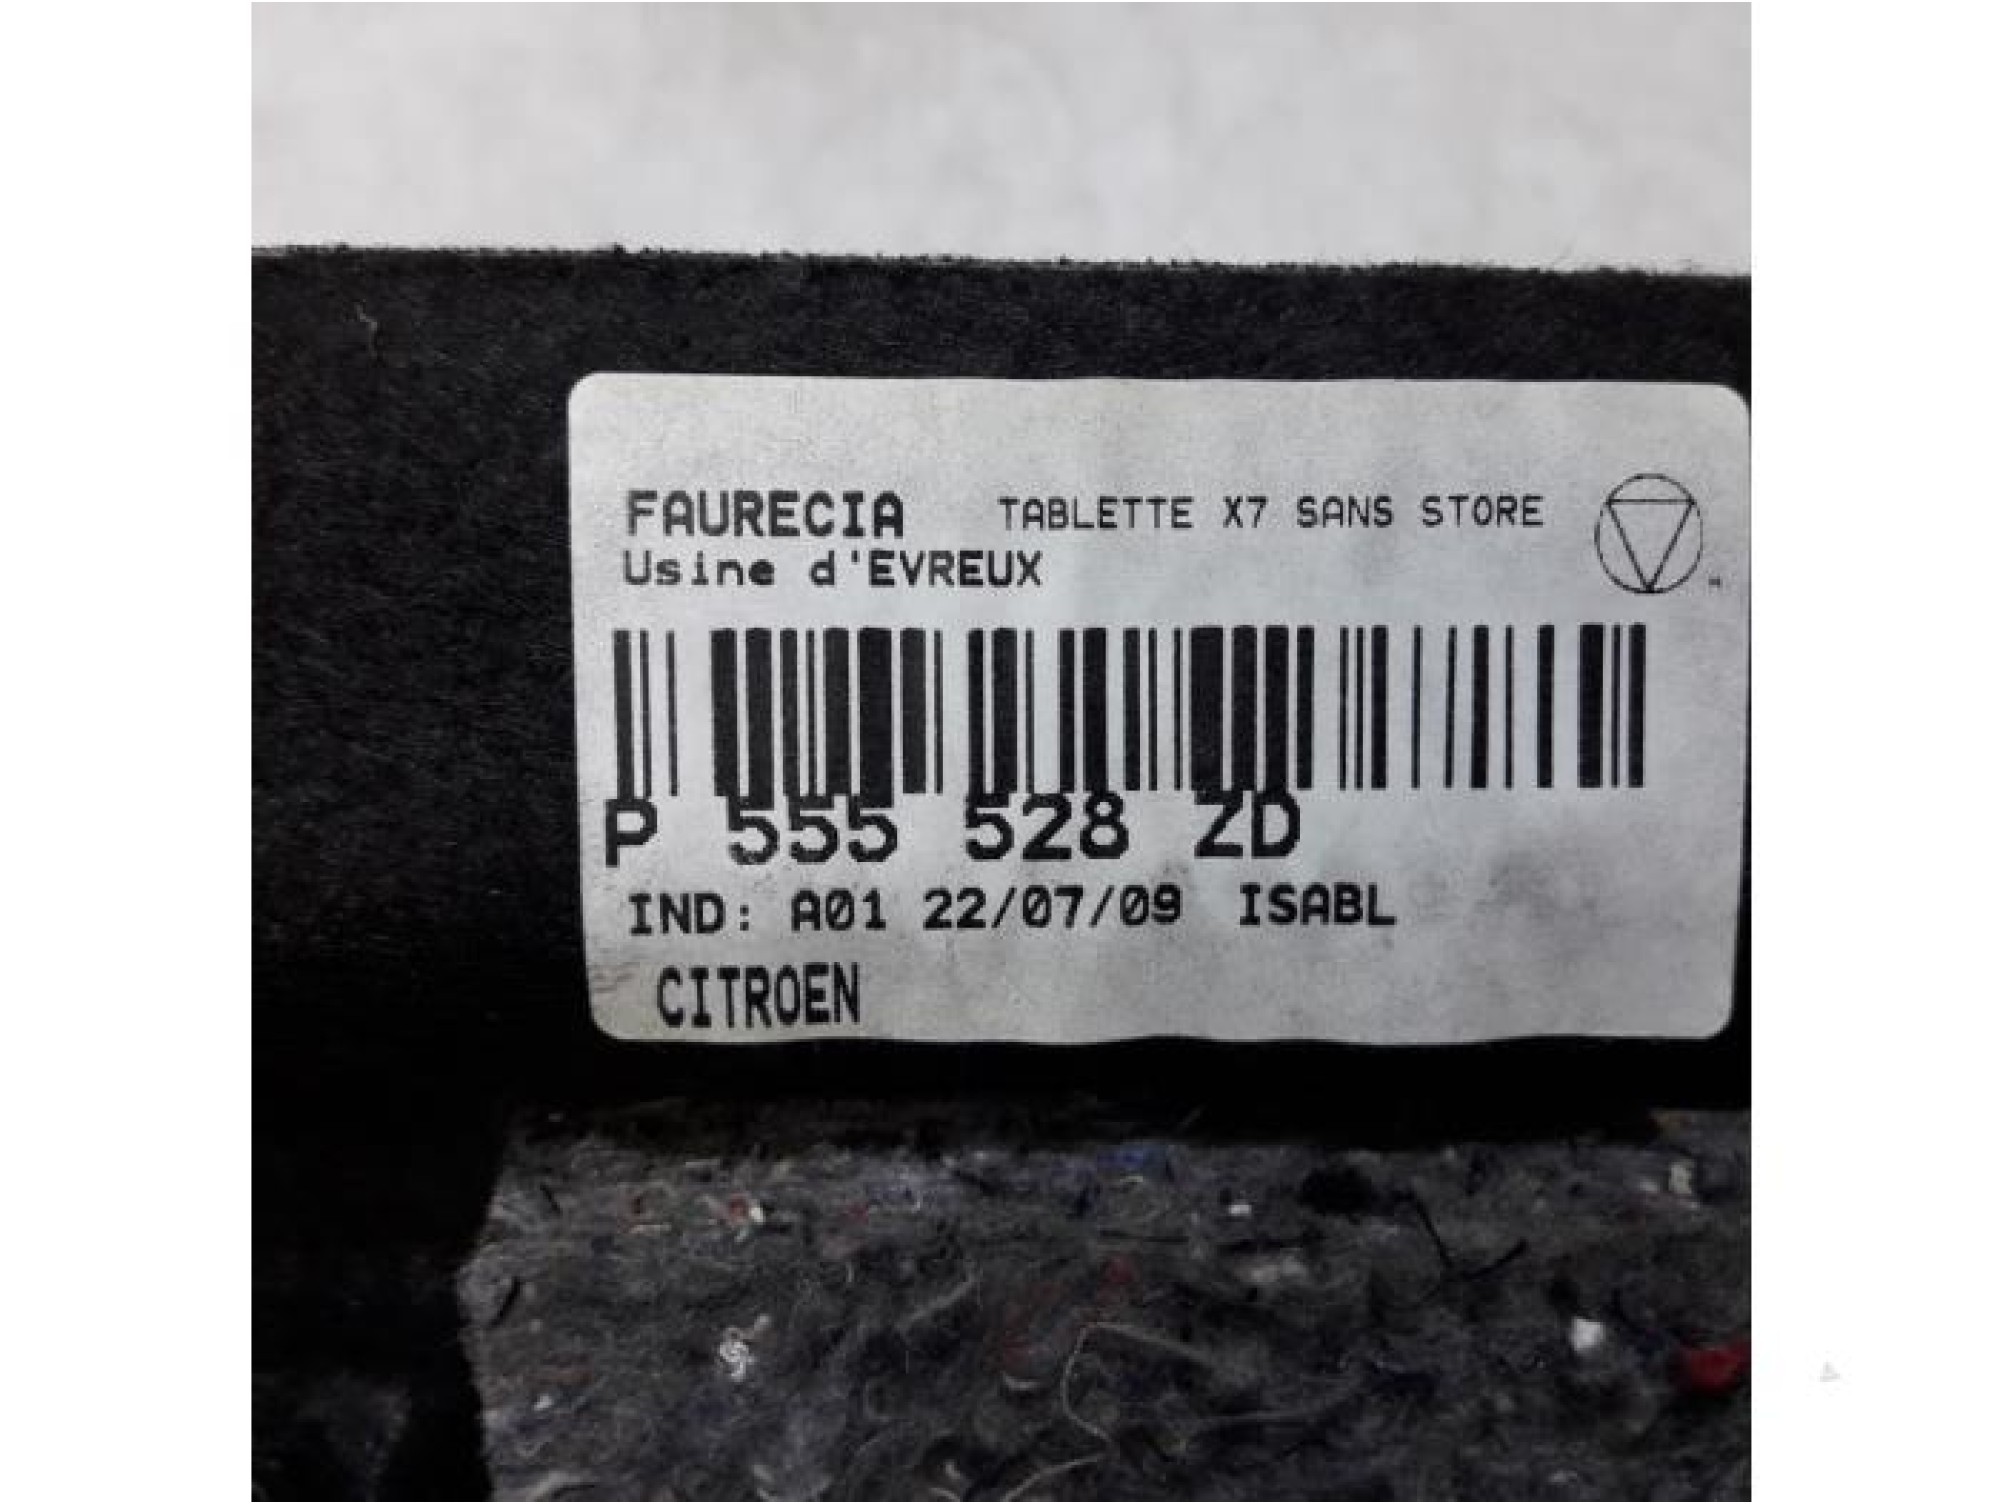 FAURECIA TABLETTE X7 SANS STORE
Usine d'EVREUX
P 555 528 ZD
IND: A01 22/07/09 ISABL
CITROEN